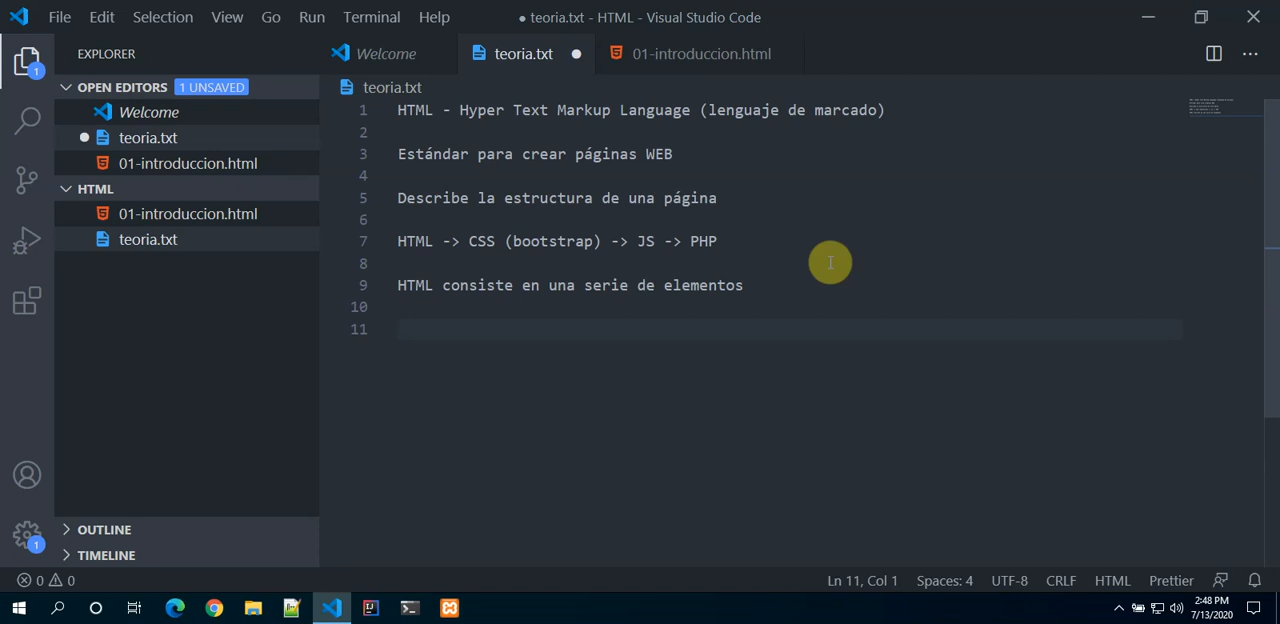 File Edit Selection View Go Run Terminal Help
● teoria.txt - HTML - Visual Studio Code
EXPLORER
Welcome
teoria.txt
01-introduccion.html
OPEN EDITORS
1 UNSAVED
Welcome
teoria.txt
01-introduccion.html
HTML
01-introduccion.html
teoria.txt
OUTLINE
TIMELINE
1
1
teoria.txt
1 HTML - Hyper Text Markup Language (lenguaje de marcado)
2
3 Estándar para crear páginas WEB
4
5 Describe la estructura de una página
6
7 HTML -> CSS (bootstrap) -> JS -> PHP
8
9 HTML consiste en una serie de elementos
10
11
0 0
Ln 11, Col 1 Spaces: 4 UTF-8 CRLF HTML Prettier
2:48 PM
7/13/2020